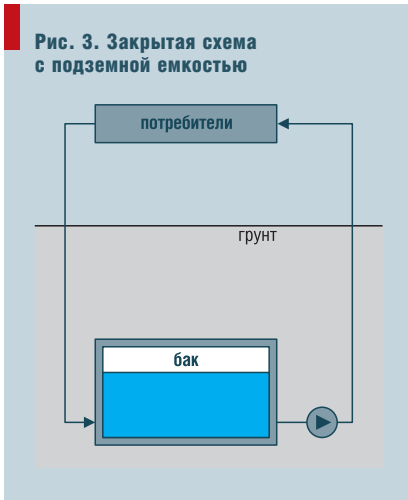 Рис. 3. Закрытая схема
с подземной емкостью
потребители
грунт
бак